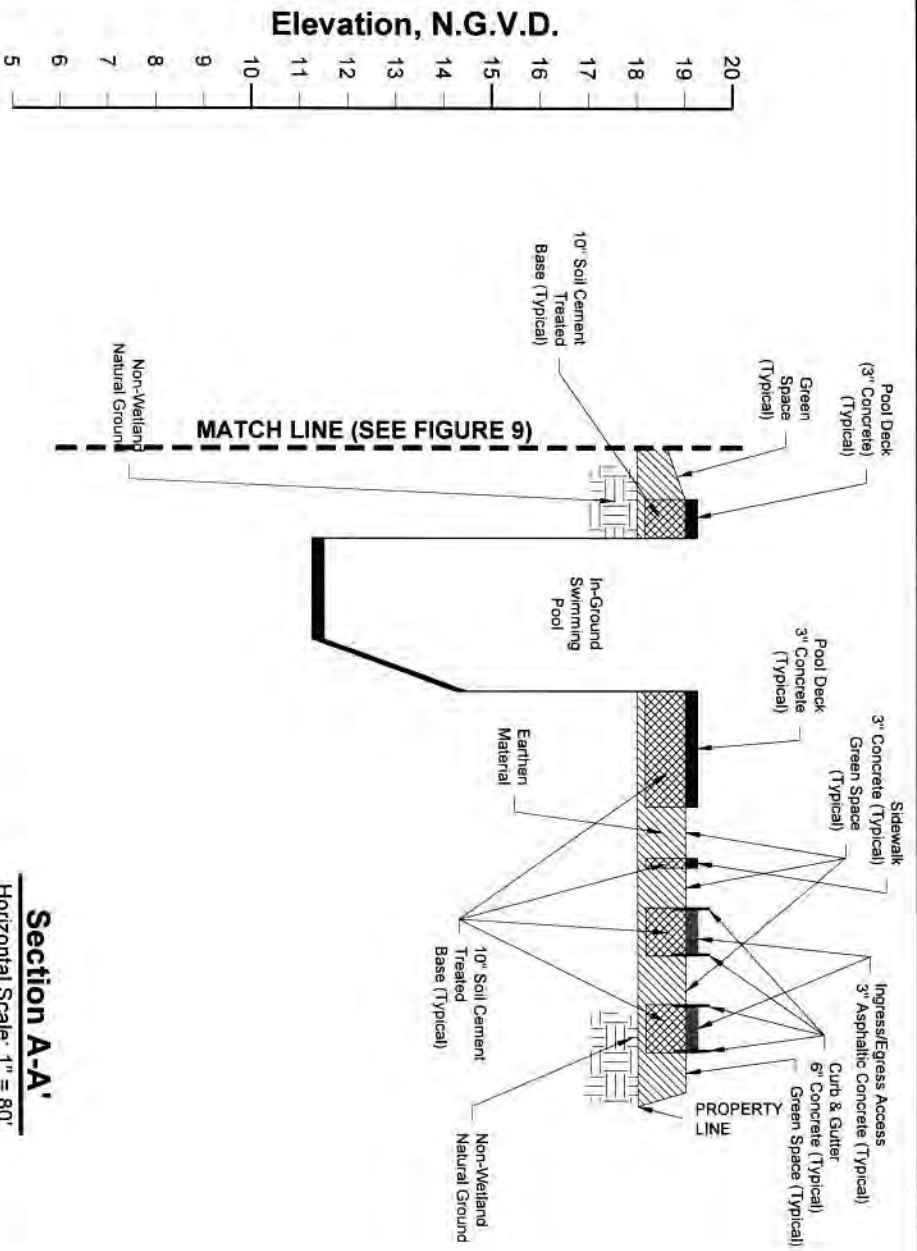 Elevation, N.G.V.D.
20
19
18
17
16
15
14
13
12
11
10
9
8
7
6
5
Pool Deck
(3" Concrete)
(Typical)
Green
Space
(Typical)
10" Soil Cement
Treated
Base (Typical)
Non-Wetland
Natural Ground
MATCH LINE (SEE FIGURE 9)
In-Ground
Swimming
Pool
Pool Deck
3" Concrete
(Typical)
Earthen
Material
Sidewalk
3" Concrete (Typical)
Green Space
(Typical)
10" Soil Cement
Treated
Base (Typical)
Ingress/Egress Access
3" Asphaltic Concrete (Typical)
Curb & Gutter
6" Concrete (Typical)
Green Space (Typical)
PROPERTY
LINE
Non-Wetland
Natural Ground
Section A-A'
Horizontal Scale: 1" = 80'